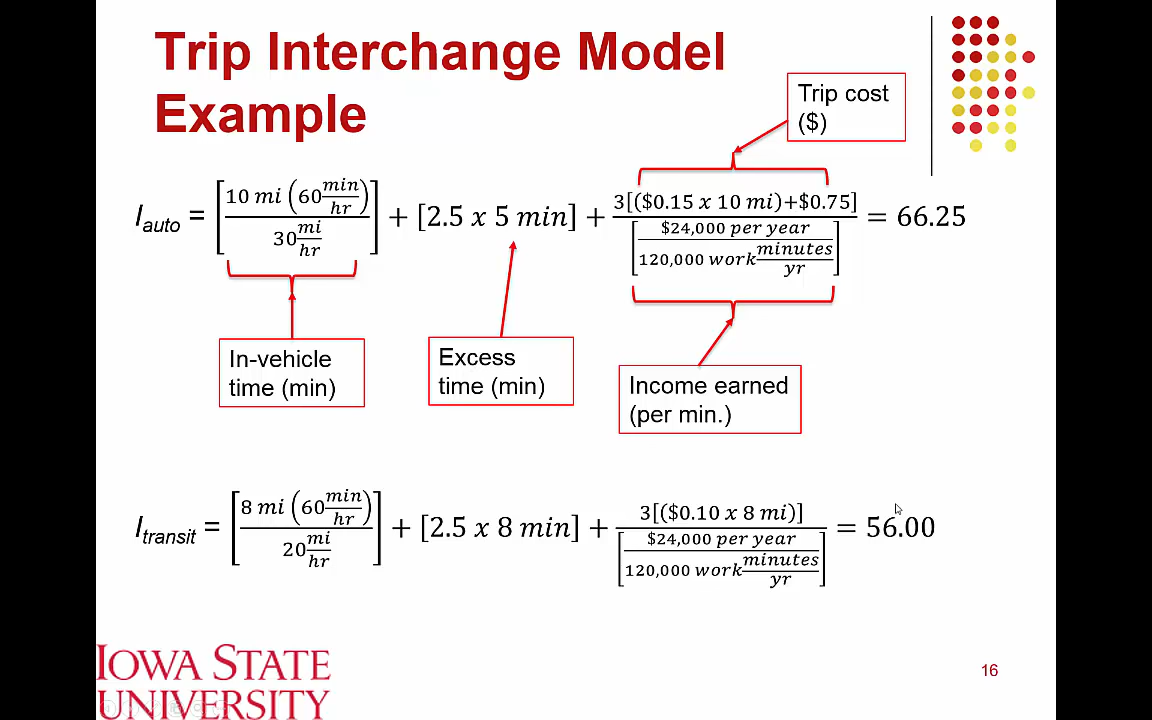 Trip Interchange Model
Example
Trip cost
($)
I_auto = [10 mi (60 min/hr) / 30 mi/hr] + [2.5 x 5 min] + 3[($0.15 x 10 mi)+$0.75] / [$24,000 per year / 120,000 work minutes/yr] = 66.25
In-vehicle
time (min)
Excess
time (min)
Income earned
(per min.)
I_transit = [8 mi (60 min/hr) / 20 mi/hr] + [2.5 x 8 min] + 3[($0.10 x 8 mi)] / [$24,000 per year / 120,000 work minutes/yr] = 56.00
IOWA STATE
UNIVERSITY
16